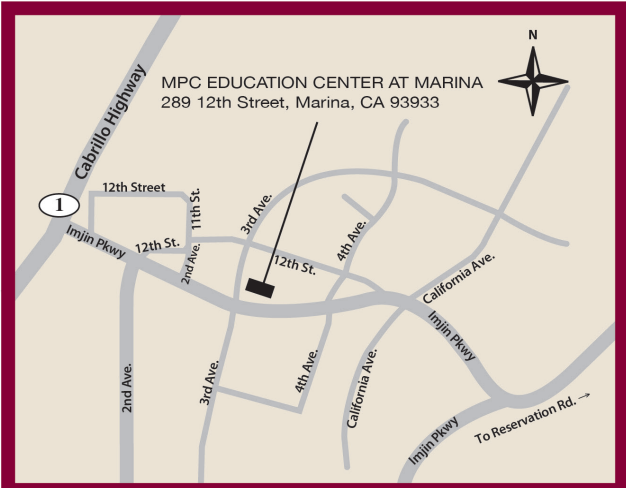 N
MPC EDUCATION CENTER AT MARINA
289 12th Street, Marina, CA 93933
Cabrillo Highway
1
12th Street
11th St.
3rd Ave.
Imjin Pkwy
12th St.
2nd Ave.
12th St.
4th Ave.
California Ave.
Imjin Pkwy
2nd Ave.
3rd Ave.
4th Ave.
California Ave.
Imjin Pkwy
To Reservation Rd. →